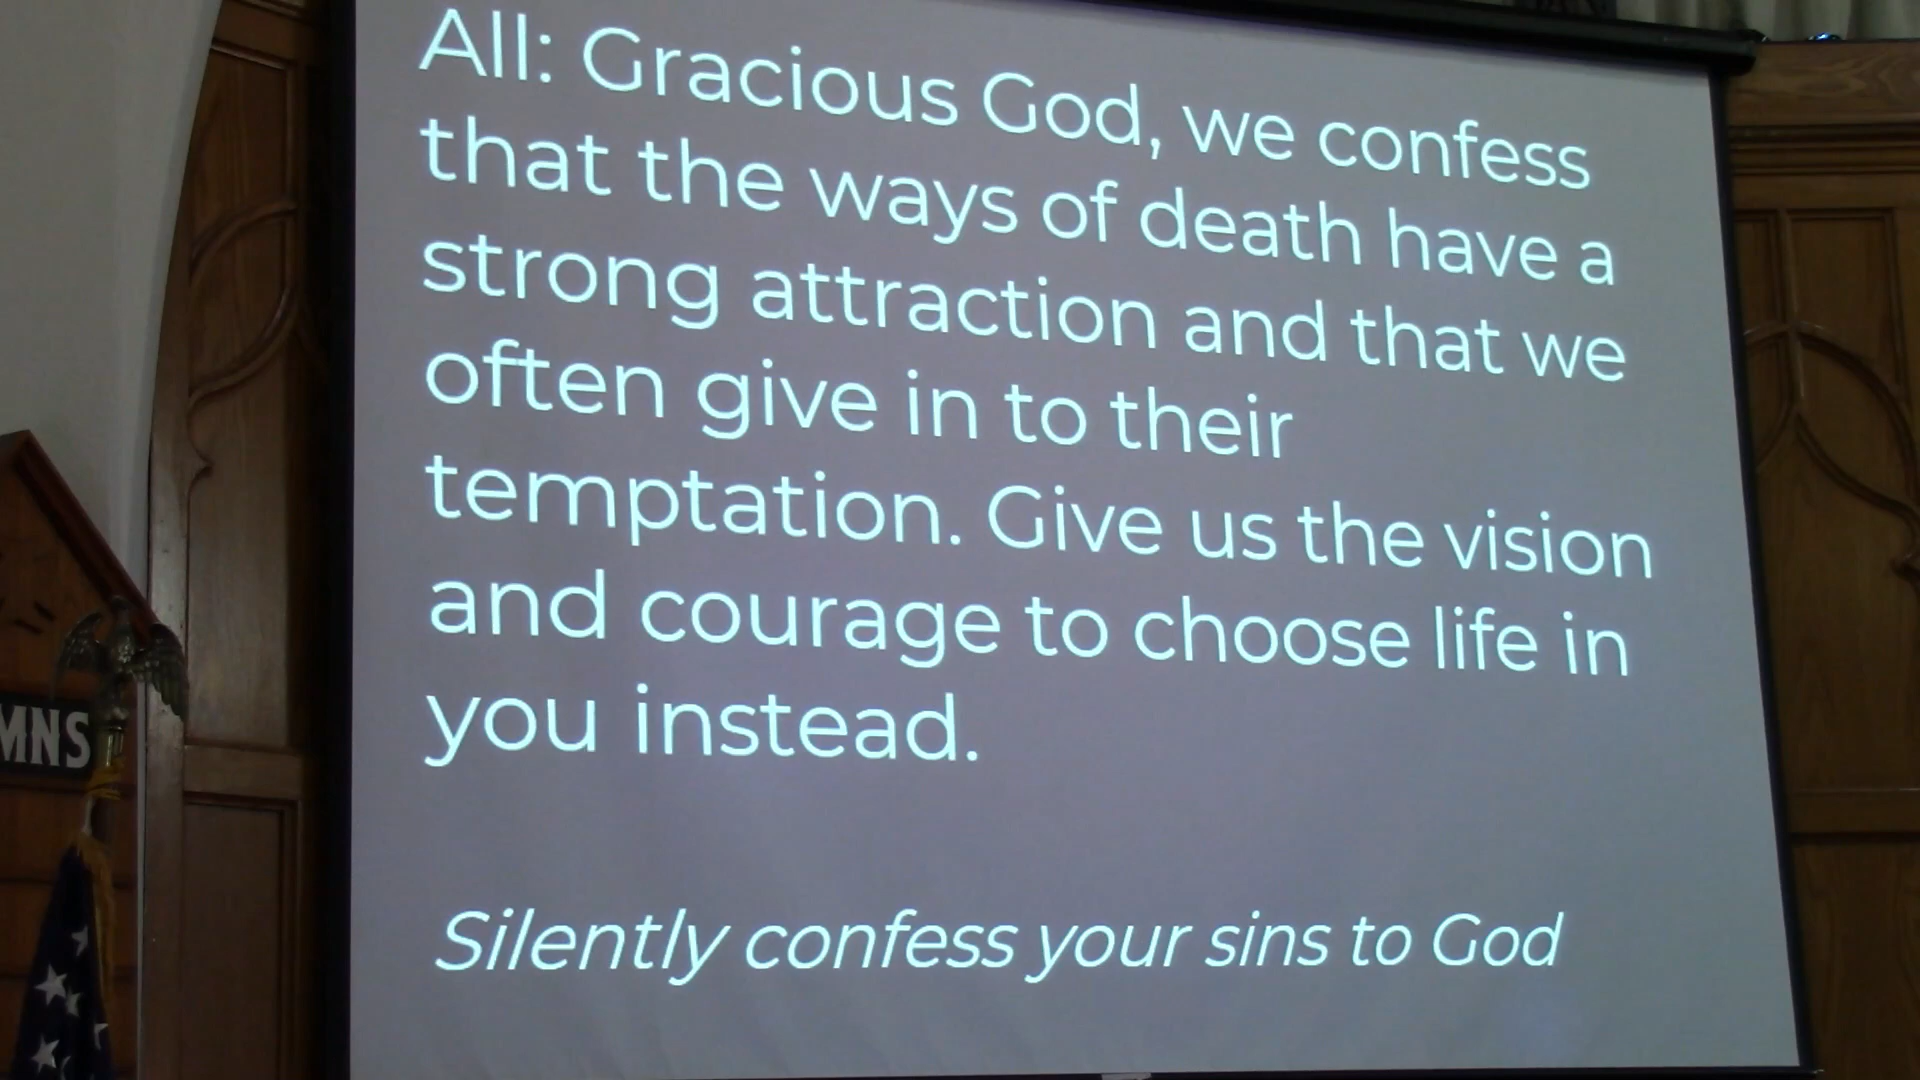 All: Gracious God, we confess
that the ways of death have a
strong attraction and that we
often give in to their
temptation. Give us the vision
and courage to choose life in
you instead.
Silently confess your sins to God
MNS